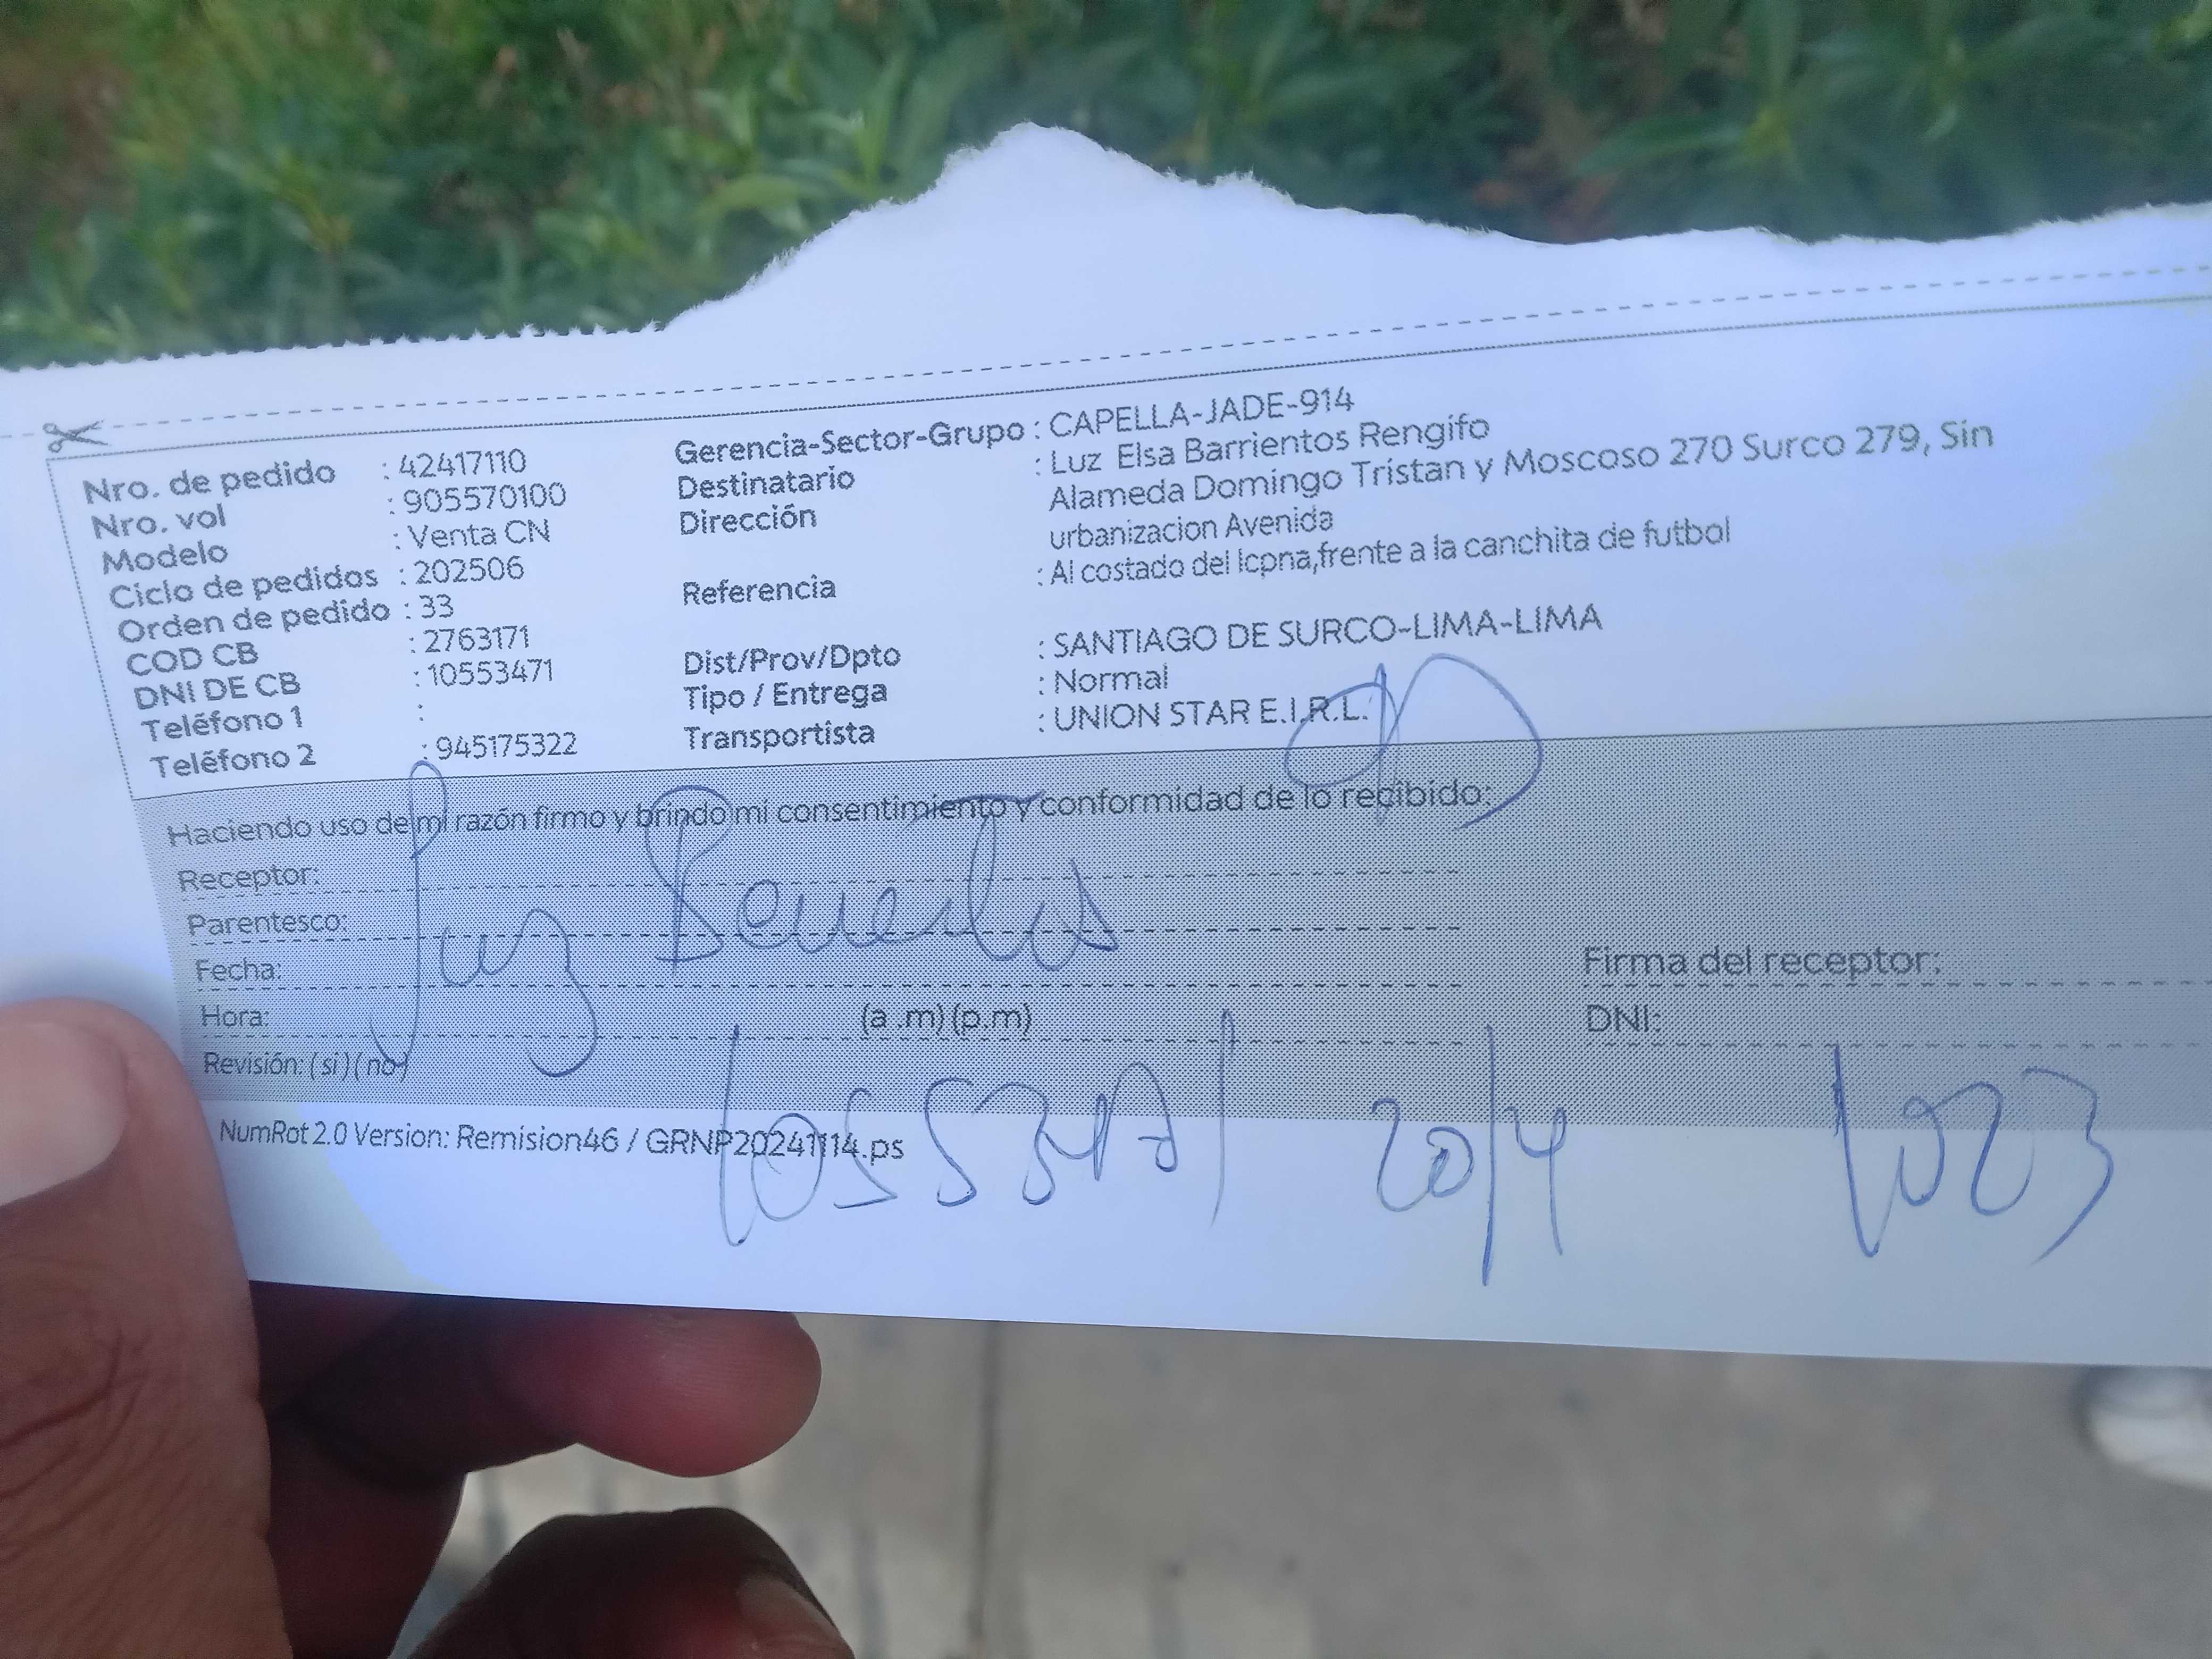 Nro. de pedido : 42417110
Nro. vol : 905570100
Modelo : Venta CN
Ciclo de pedidos : 202506
Orden de pedido : 33
COD CB : 2763171
DNI DE CB : 10553471
Teléfono 1 :
Teléfono 2 : 945175322
Gerencia-Sector-Grupo : CAPELLA-JADE-914
Destinatario : Luz Elsa Barrientos Rengifo
Dirección Alameda Domingo Tristan y Moscoso 270 Surco 279, Sin
urbanizacion Avenida
Referencia : Al costado del Icpna,frente a la canchita de futbol
Dist/Prov/Dpto : SANTIAGO DE SURCO-LIMA-LIMA
Tipo / Entrega : Normal
Transportista : UNION STAR E.I.R.L.
Haciendo uso de mi razón firmo y brindo mi consentimiento y conformidad de lo recibido:
Receptor:
Parentesco:
Luz
Fecha:
Hora: (a .m) (p.m)
Revisión: (si) (no)
Firma del receptor:
DNI:
10553471 20/4 1023
NumRot 2.0 Version: Remision46 / GRNP20241114.ps